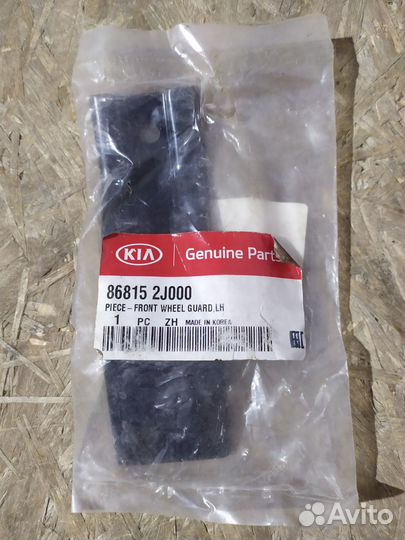 KIA Genuine Parts
86815 2J000
PIECE-FRONT WHEEL GUARD,LH
1 PC ZH MADE IN KOREA
Avito